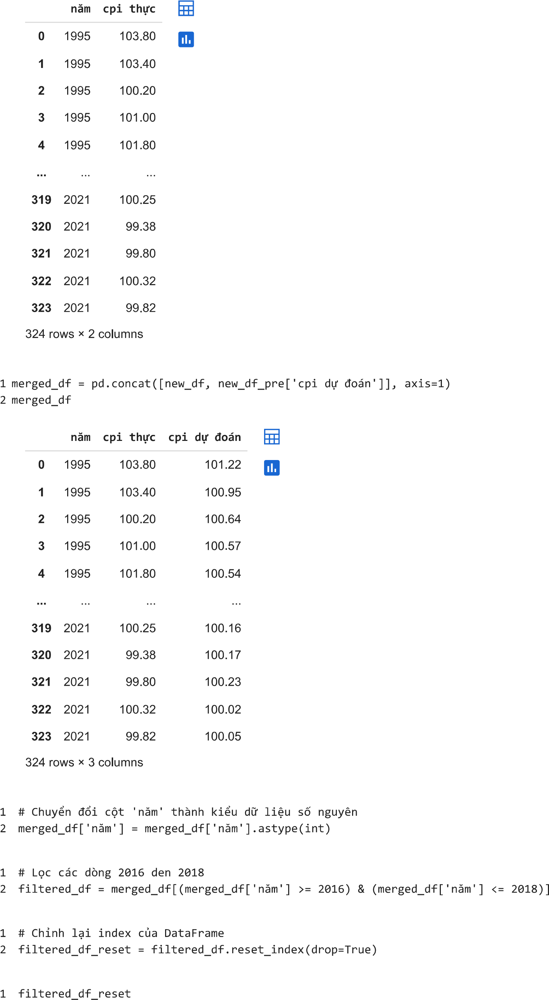 năm cpi thực
0 1995 103.80
1 1995 103.40
2 1995 100.20
3 1995 101.00
4 1995 101.80
... ... ...
319 2021 100.25
320 2021 99.38
321 2021 99.80
322 2021 100.32
323 2021 99.82
324 rows × 2 columns
1 merged_df = pd.concat([new_df, new_df_pre['cpi dự đoán']], axis=1)
2 merged_df
năm cpi thực cpi dự đoán
0 1995 103.80 101.22
1 1995 103.40 100.95
2 1995 100.20 100.64
3 1995 101.00 100.57
4 1995 101.80 100.54
... ... ... ...
319 2021 100.25 100.16
320 2021 99.38 100.17
321 2021 99.80 100.23
322 2021 100.32 100.02
323 2021 99.82 100.05
324 rows × 3 columns
1 # Chuyển đổi cột 'năm' thành kiểu dữ liệu số nguyên
2 merged_df['năm'] = merged_df['năm'].astype(int)
1 # Lọc các dòng 2016 den 2018
2 filtered_df = merged_df[(merged_df['năm'] >= 2016) & (merged_df['năm'] <= 2018)]
1 # Chỉnh lại index của DataFrame
2 filtered_df_reset = filtered_df.reset_index(drop=True)
1 filtered_df_reset